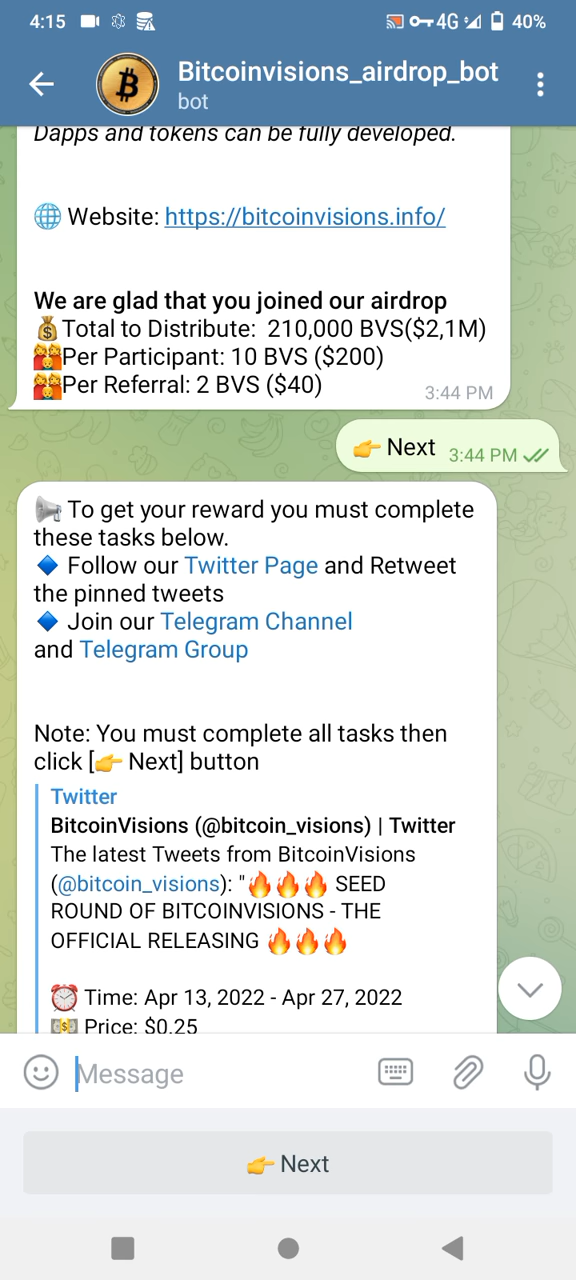 4:15 4G 40%
Bitcoinvisions_airdrop_bot
bot
Dapps and tokens can be fully developed.
🌐 Website: https://bitcoinvisions.info/
We are glad that you joined our airdrop
💰Total to Distribute:  210,000 BVS($2,1M)
👭Per Participant: 10 BVS ($200)
👭Per Referral: 2 BVS ($40)
3:44 PM
👉 Next 3:44 PM
📢 To get your reward you must complete
these tasks below.
🔹 Follow our Twitter Page and Retweet
the pinned tweets
🔹 Join our Telegram Channel
and Telegram Group
Note: You must complete all tasks then
click [👉 Next] button
Twitter
BitcoinVisions (@bitcoin_visions) | Twitter
The latest Tweets from BitcoinVisions
(@bitcoin_visions): "🔥🔥🔥 SEED
ROUND OF BITCOINVISIONS - THE
OFFICIAL RELEASING 🔥🔥🔥
⏰ Time: Apr 13, 2022 - Apr 27, 2022
💵 Price: $0.25
Message
👉 Next